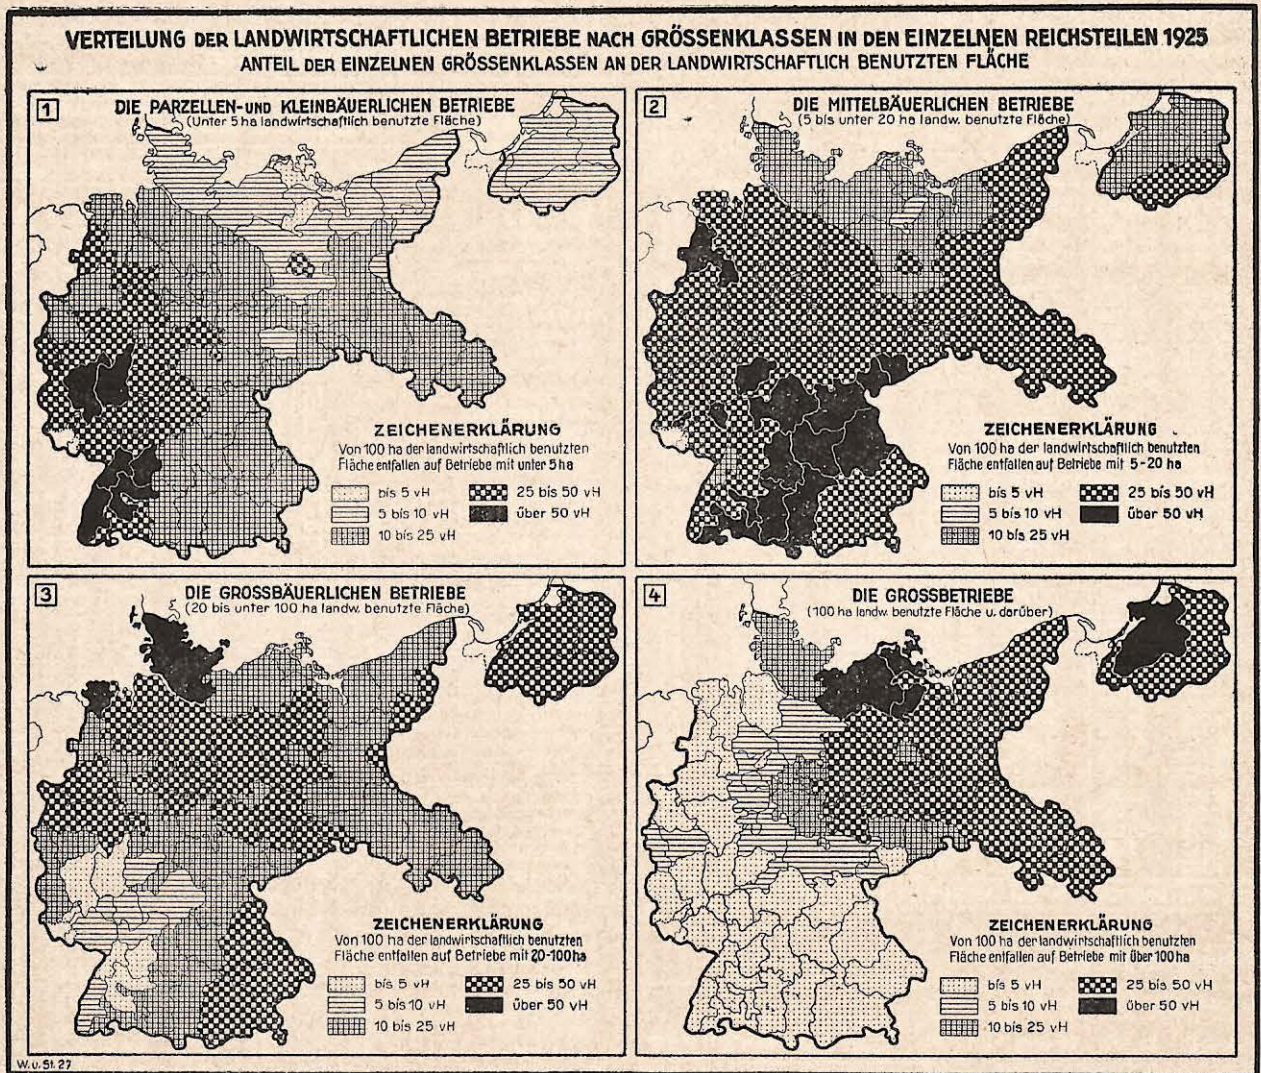 VERTEILUNG DER LANDWIRTSCHAFTLICHEN BETRIEBE NACH GRÖSSENKLASSEN IN DEN EINZELNEN REICHSTEILEN 1925
ANTEIL DER EINZELNEN GRÖSSENKLASSEN AN DER LANDWIRTSCHAFTLICH BENUTZTEN FLÄCHE
1
DIE PARZELLEN- UND KLEINBÄUERLICHEN BETRIEBE
(Unter 5 ha landwirtschaftlich benutzte Fläche)
ZEICHENERKLÄRUNG
Von 100 ha der landwirtschaftlich benutzten
Fläche entfallen auf Betriebe mit unter 5 ha
bis 5 vH
25 bis 50 vH
5 bis 10 vH
über 50 vH
10 bis 25 vH
2
DIE MITTELBÄUERLICHEN BETRIEBE
(5 bis unter 20 ha landw. benutzte Fläche)
ZEICHENERKLÄRUNG
Von 100 ha der landwirtschaftlich benutzten
Fläche entfallen auf Betriebe mit 5-20 ha
bis 5 vH
25 bis 50 vH
5 bis 10 vH
über 50 vH
10 bis 25 vH
3
DIE GROSSBÄUERLICHEN BETRIEBE
(20 bis unter 100 ha landw. benutzte Fläche)
ZEICHENERKLÄRUNG
Von 100 ha der landwirtschaftlich benutzten
Fläche entfallen auf Betriebe mit 20-100 ha
bis 5 vH
25 bis 50 vH
5 bis 10 vH
über 50 vH
10 bis 25 vH
4
DIE GROSSBETRIEBE
(100 ha landw. benutzte Fläche u. darüber)
ZEICHENERKLÄRUNG
Von 100 ha der landwirtschaftlich benutzten
Fläche entfallen auf Betriebe mit über 100 ha
bis 5 vH
25 bis 50 vH
5 bis 10 vH
über 50 vH
10 bis 25 vH
W. u. St. 27